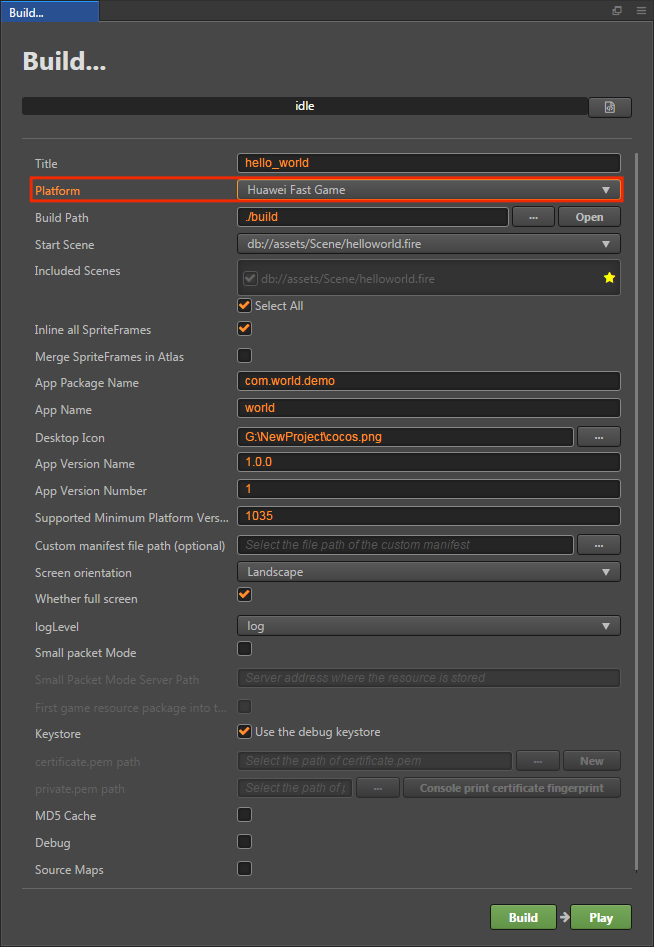 Build...
Build...
idle
Title hello_world
Platform Huawei Fast Game
Build Path ./build ... Open
Start Scene db://assets/Scene/helloworld.fire
Included Scenes db://assets/Scene/helloworld.fire
Select All
Inline all SpriteFrames
Merge SpriteFrames in Atlas
App Package Name com.world.demo
App Name world
Desktop Icon G:\NewProject\cocos.png ...
App Version Name 1.0.0
App Version Number 1
Supported Minimum Platform Vers... 1035
Custom manifest file path (optional) Select the file path of the custom manifest ...
Screen orientation Landscape
Whether full screen
logLevel log
Small packet Mode
Small Packet Mode Server Path Server address where the resource is stored
First game resource package into t...
Keystore Use the debug keystore
certificate.pem path Select the path of certificate.pem ... New
private.pem path Select the path of p ... Console print certificate fingerprint
MD5 Cache
Debug
Source Maps
Build Play